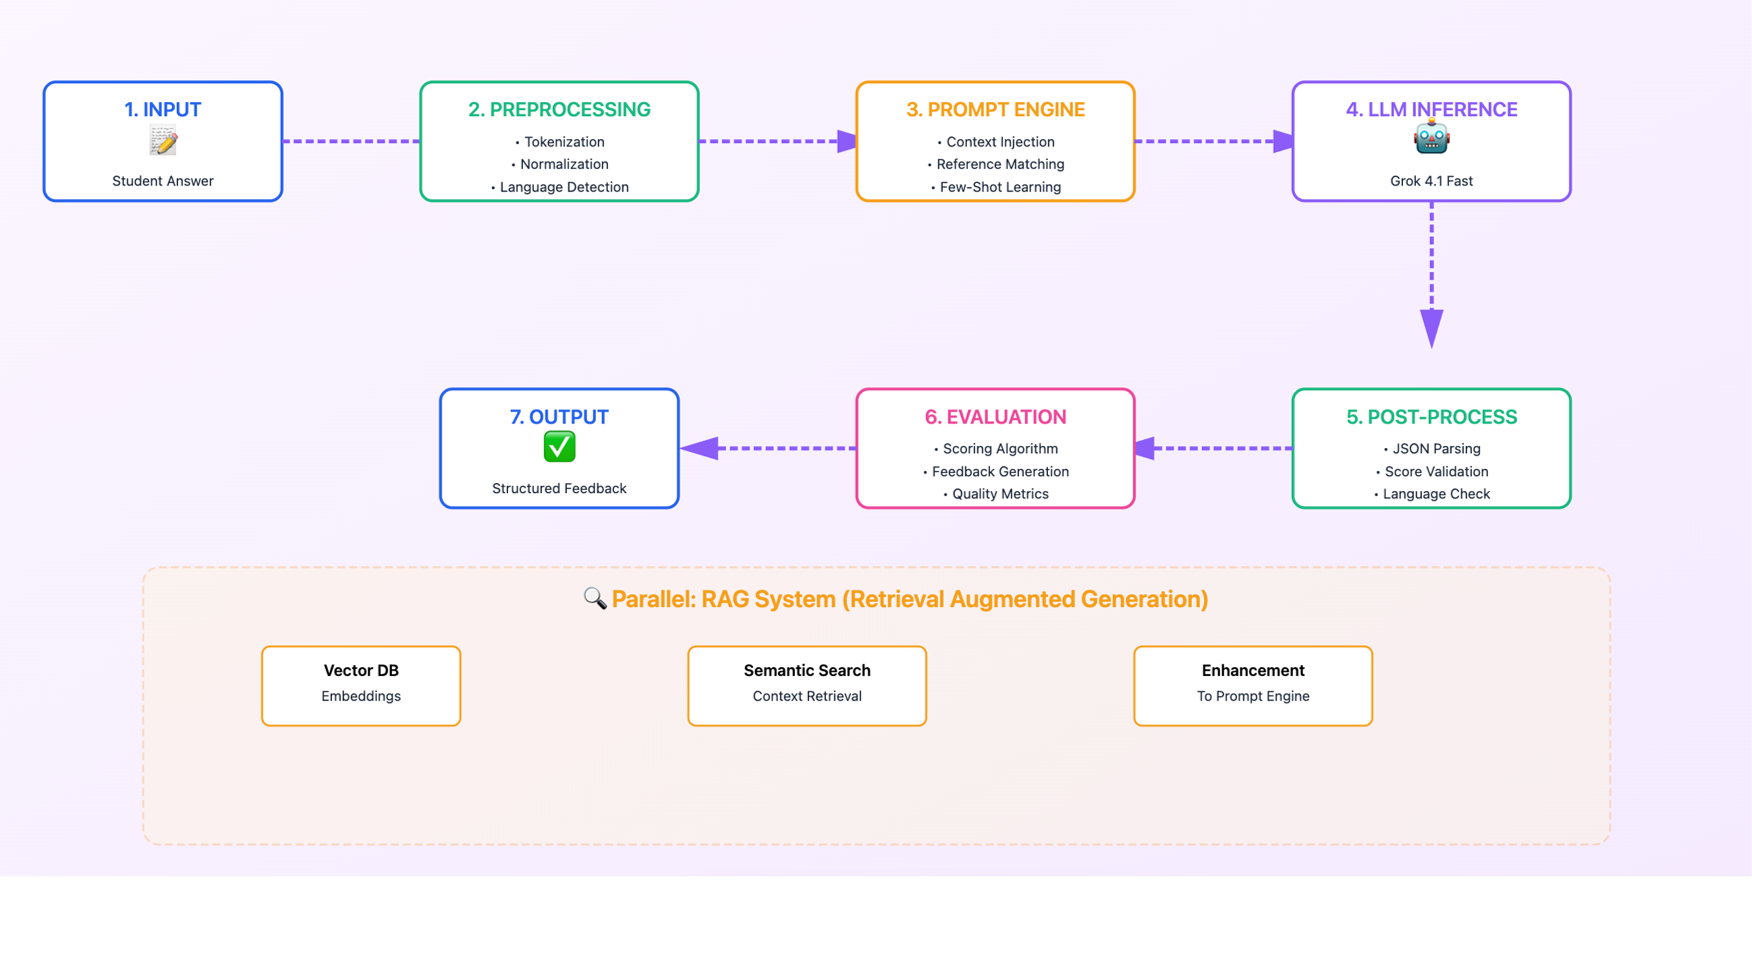 1. INPUT
Student Answer
2. PREPROCESSING
• Tokenization
• Normalization
• Language Detection
3. PROMPT ENGINE
• Context Injection
• Reference Matching
• Few-Shot Learning
4. LLM INFERENCE
Grok 4.1 Fast
7. OUTPUT
Structured Feedback
6. EVALUATION
• Scoring Algorithm
• Feedback Generation
• Quality Metrics
5. POST-PROCESS
• JSON Parsing
• Score Validation
• Language Check
🔍 Parallel: RAG System (Retrieval Augmented Generation)
Vector DB
Embeddings
Semantic Search
Context Retrieval
Enhancement
To Prompt Engine